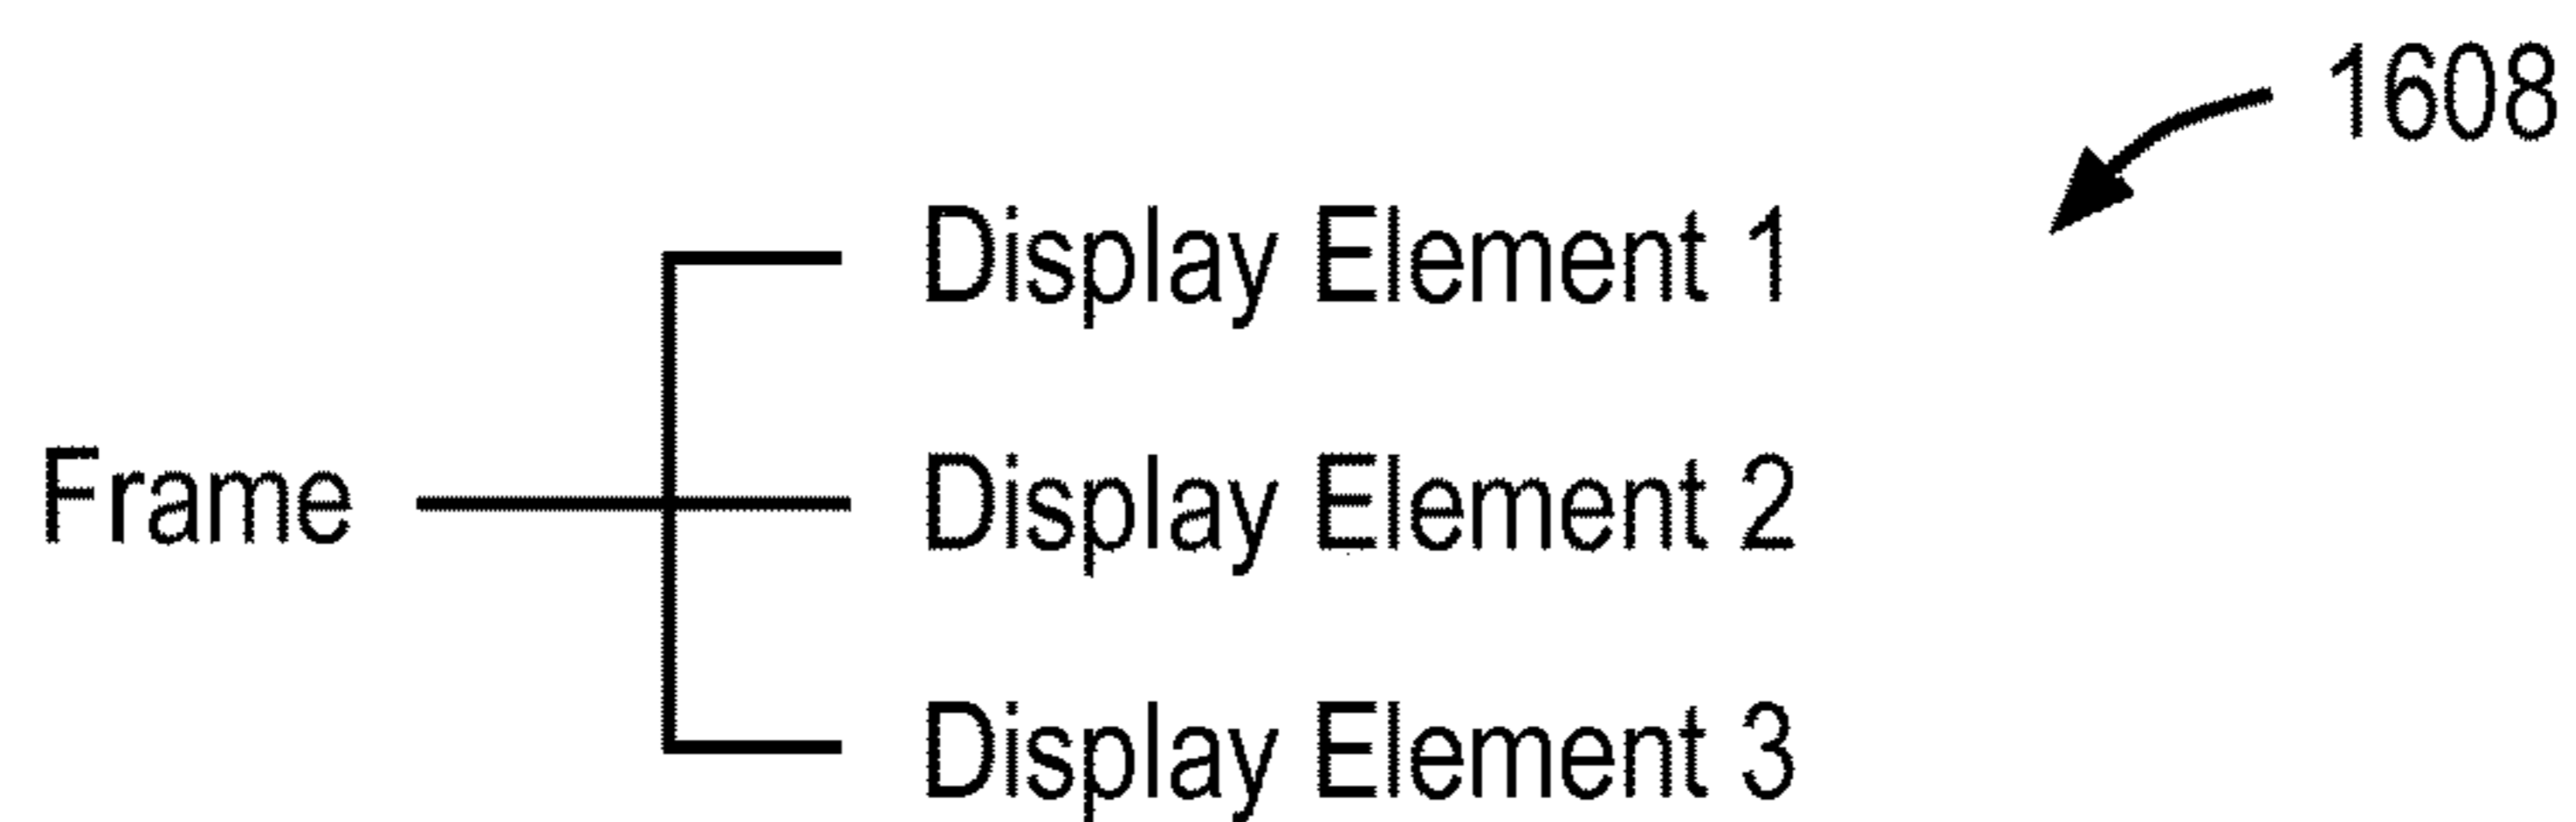 1608
Display Element 1
Frame
Display Element 2
Display Element 3